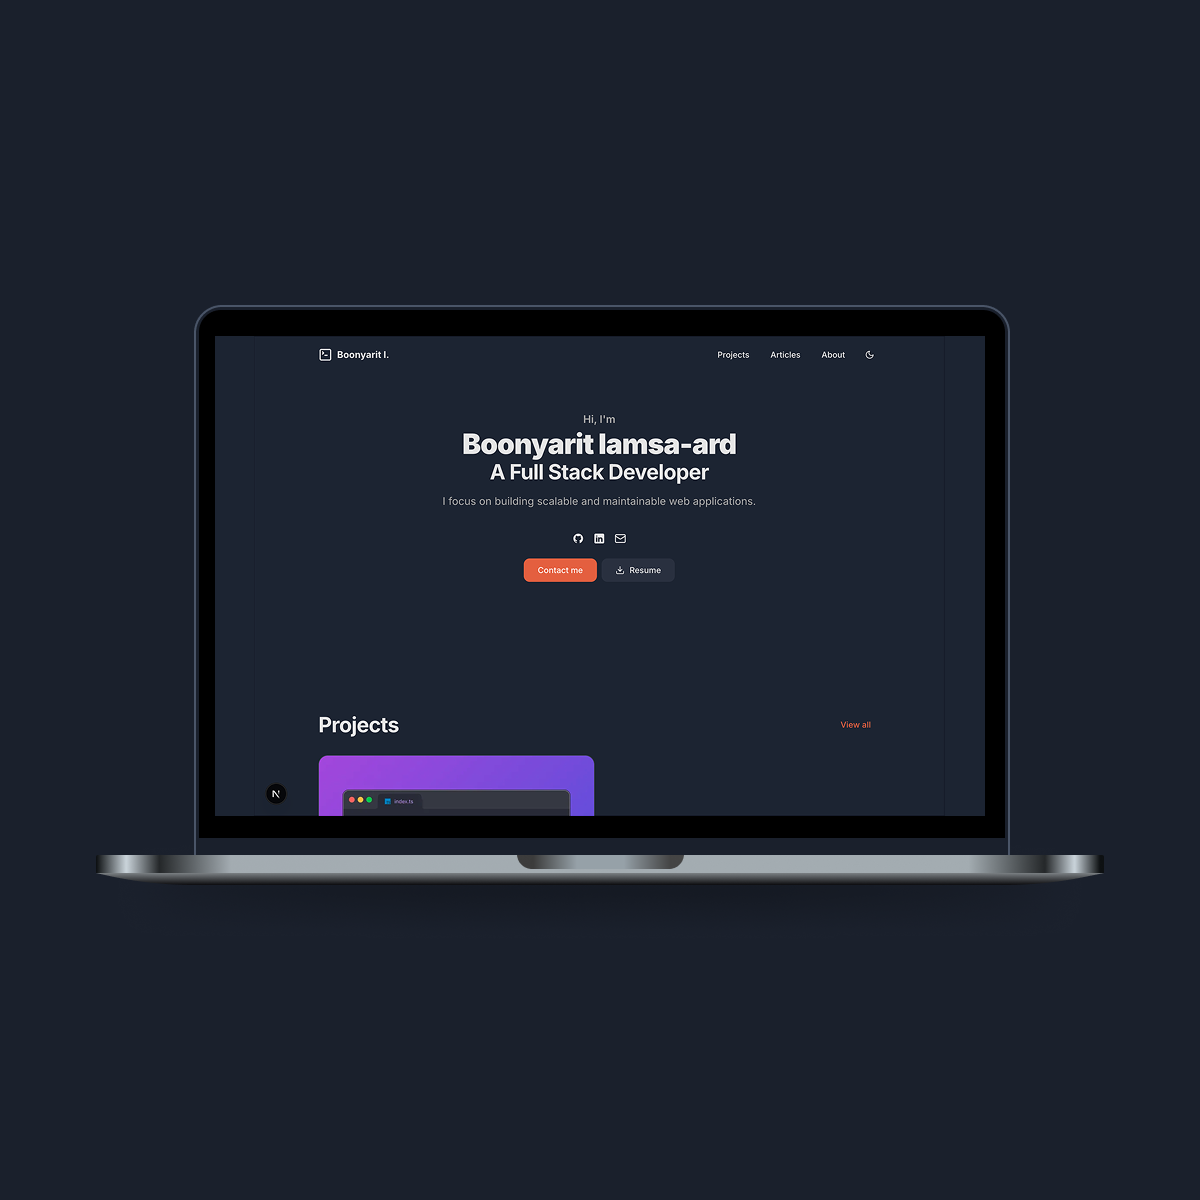 Boonyarit I.
Projects Articles About
Hi, I'm
Boonyarit Iamsa-ard
A Full Stack Developer
I focus on building scalable and maintainable web applications.
Contact me Resume
Projects View all
index.ts